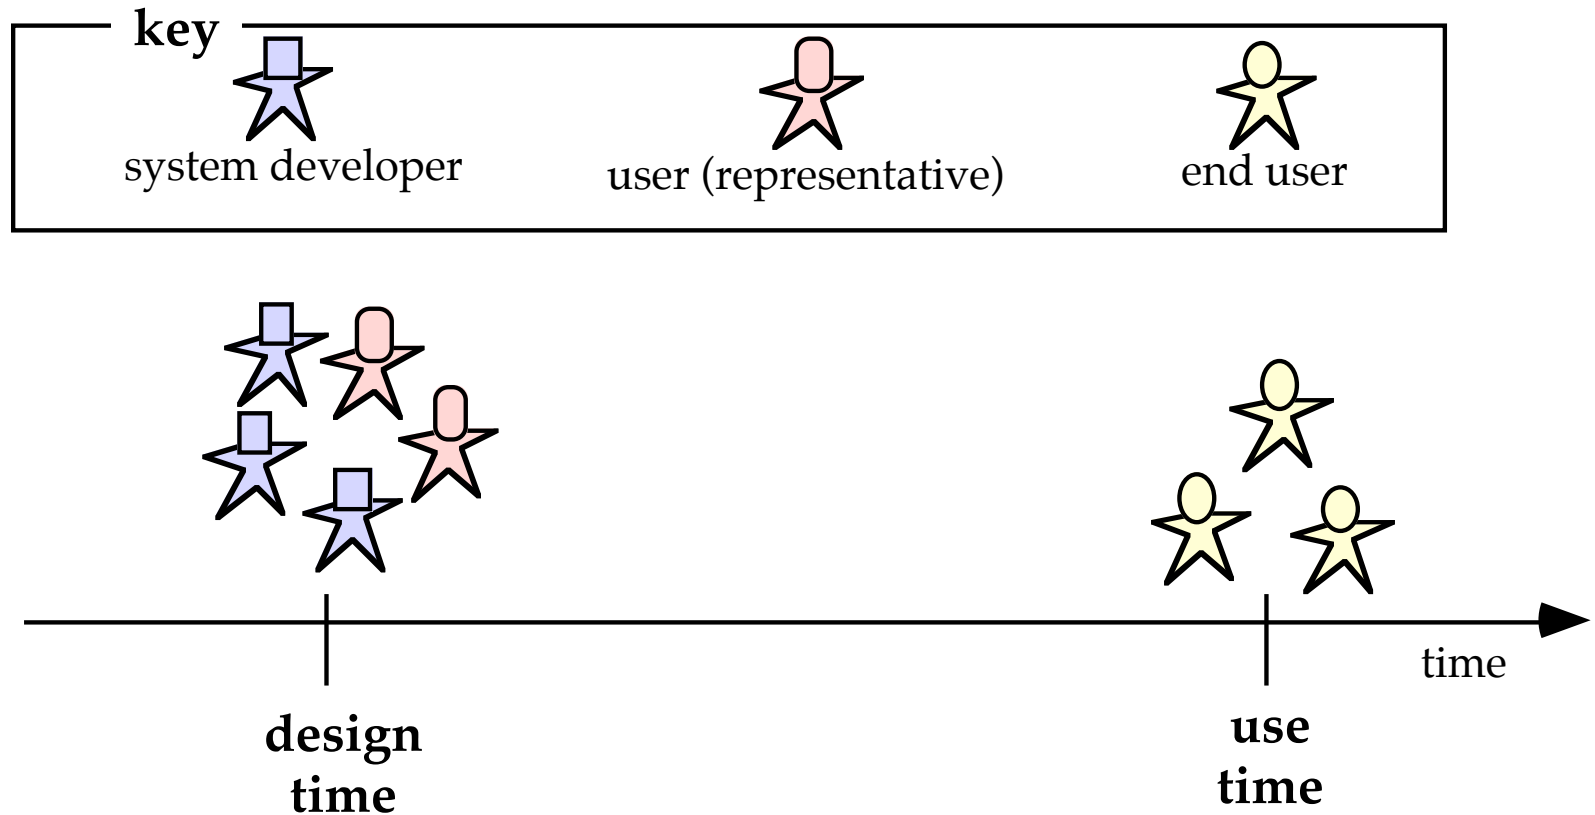 key
system developer
user (representative)
end user
time
design
time
use
time